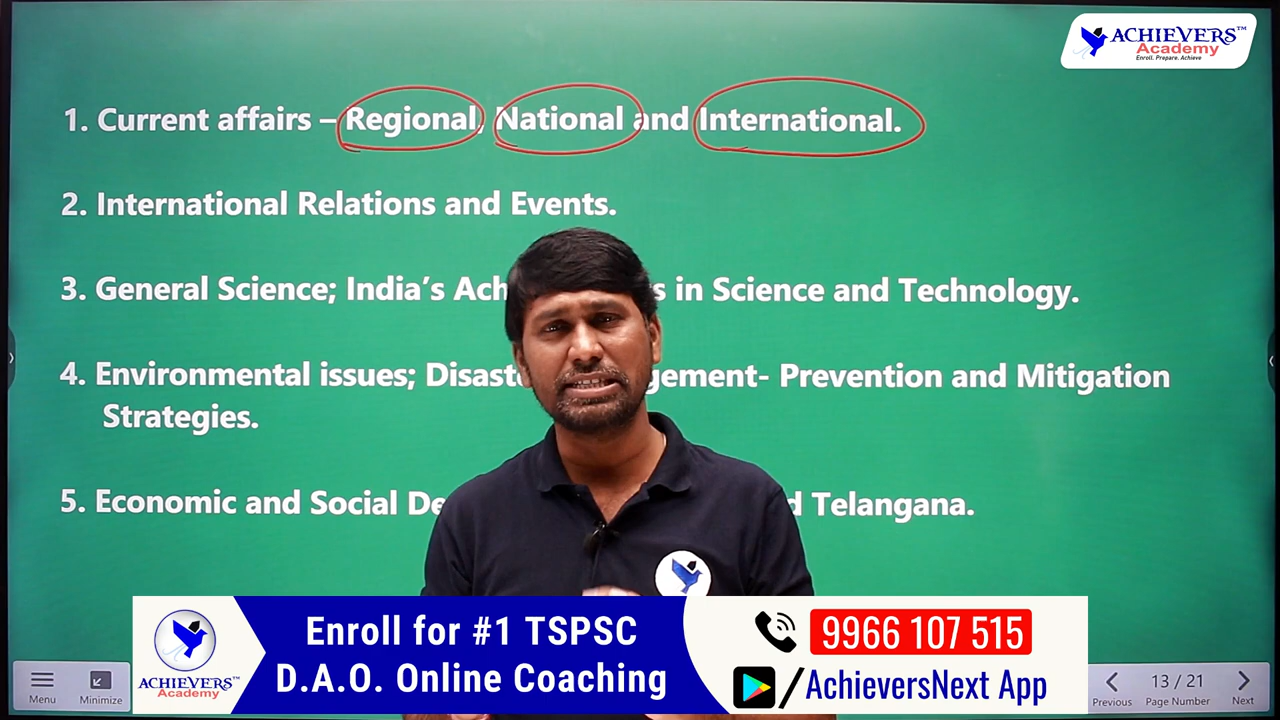 ACHIEVERS™
Academy
Enroll. Prepare. Achieve
1. Current affairs – Regional, National and International.
2. International Relations and Events.
3. General Science; India's Ach s in Science and Technology.
4. Environmental issues; Disast gement- Prevention and Mitigation
Strategies.
5. Economic and Social De d Telangana.
Enroll for #1 TSPSC
D.A.O. Online Coaching
9966 107 515
/AchieversNext App
ACHIEVERS™
Academy
Menu
Minimize
13 / 21
Previous
Page Number
Next